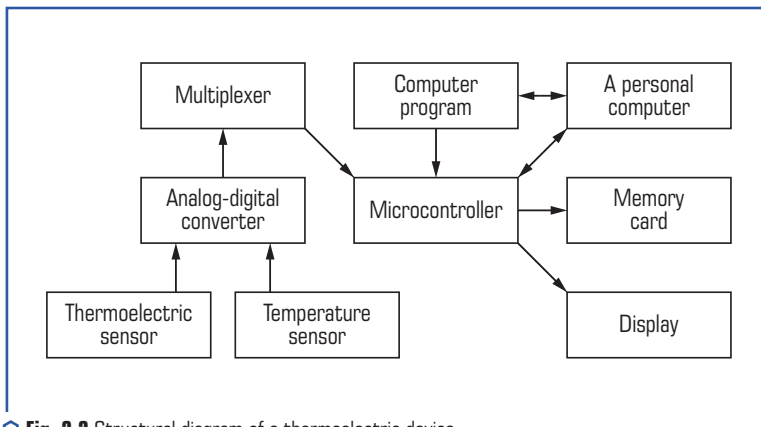 Multiplexer
Computer
program
A personal
computer
Analog-digital
converter
Microcontroller
Memory
card
Thermoelectric
sensor
Temperature
sensor
Display
Structural diagram of a thermoelectric device